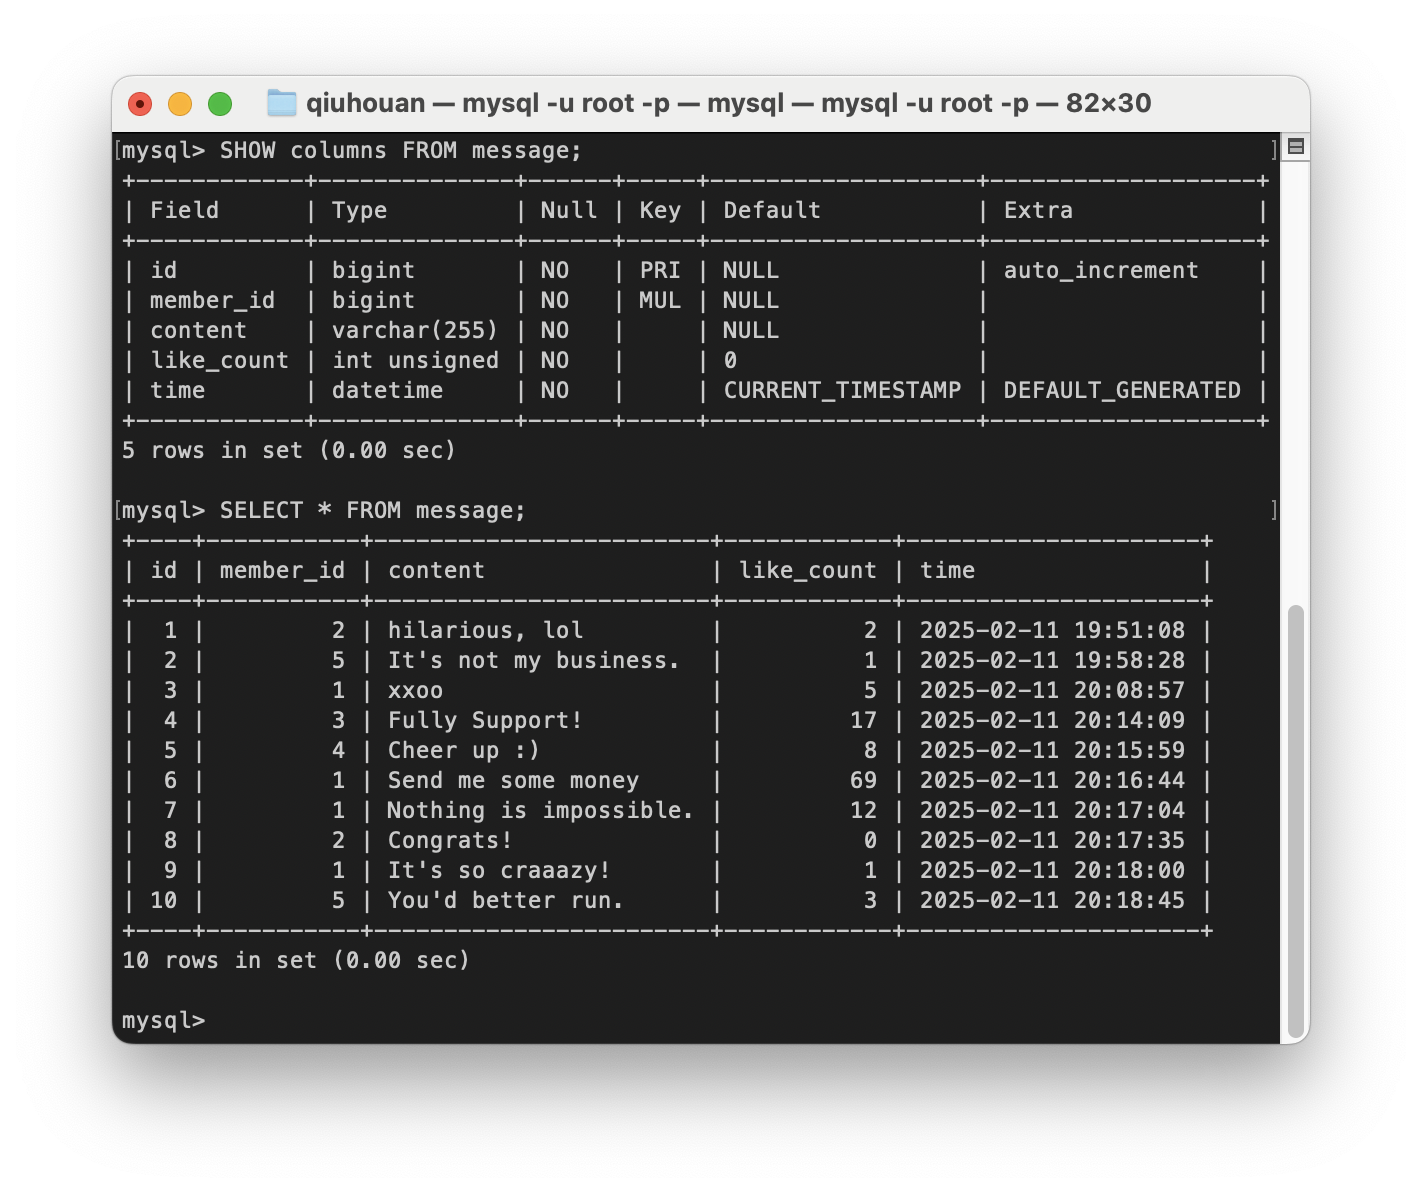 qiuhouan — mysql -u root -p — mysql — mysql -u root -p — 82×30
[mysql> SHOW columns FROM message; ]
+------------+--------------+------+-----+-------------------+-------------------+
| Field      | Type         | Null | Key | Default           | Extra             |
+------------+--------------+------+-----+-------------------+-------------------+
| id         | bigint       | NO   | PRI | NULL              | auto_increment    |
| member_id  | bigint       | NO   | MUL | NULL              |                   |
| content    | varchar(255) | NO   |     | NULL              |                   |
| like_count | int unsigned | NO   |     | 0                 |                   |
| time       | datetime     | NO   |     | CURRENT_TIMESTAMP | DEFAULT_GENERATED |
+------------+--------------+------+-----+-------------------+-------------------+
5 rows in set (0.00 sec)
[mysql> SELECT * FROM message; ]
+----+-----------+------------------------+------------+---------------------+
| id | member_id | content                | like_count | time                |
+----+-----------+------------------------+------------+---------------------+
|  1 |         2 | hilarious, lol         |          2 | 2025-02-11 19:51:08 |
|  2 |         5 | It's not my business.  |          1 | 2025-02-11 19:58:28 |
|  3 |         1 | xxoo                   |          5 | 2025-02-11 20:08:57 |
|  4 |         3 | Fully Support!         |         17 | 2025-02-11 20:14:09 |
|  5 |         4 | Cheer up :)            |          8 | 2025-02-11 20:15:59 |
|  6 |         1 | Send me some money     |         69 | 2025-02-11 20:16:44 |
|  7 |         1 | Nothing is impossible. |         12 | 2025-02-11 20:17:04 |
|  8 |         2 | Congrats!              |          0 | 2025-02-11 20:17:35 |
|  9 |         1 | It's so craaazy!       |          1 | 2025-02-11 20:18:00 |
| 10 |         5 | You'd better run.      |          3 | 2025-02-11 20:18:45 |
+----+-----------+------------------------+------------+---------------------+
10 rows in set (0.00 sec)
mysql>